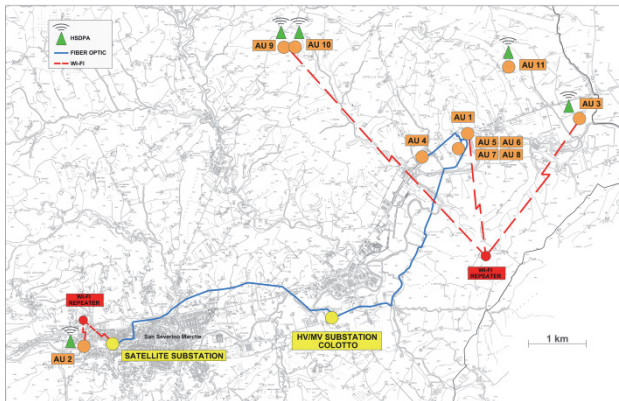 HSDPA
FIBER OPTIC
Wi-Fi
AU 9
AU 10
AU 11
AU 3
AU 1
AU 4
AU 5
AU 6
AU 7
AU 8
WI-FI
REPEATER
WI-FI
REPEATER
San Severino Marche
AU 2
SATELLITE SUBSTATION
HV/MV SUBSTATION
COLOTTO
1 km